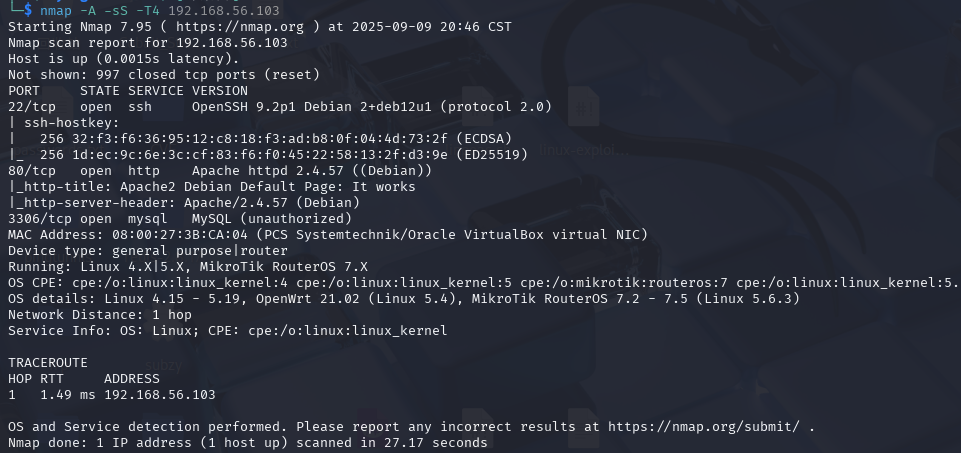 └─$ nmap -A -sS -T4 192.168.56.103
Starting Nmap 7.95 ( https://nmap.org ) at 2025-09-09 20:46 CST
Nmap scan report for 192.168.56.103
Host is up (0.0015s latency).
Not shown: 997 closed tcp ports (reset)
PORT     STATE SERVICE VERSION
22/tcp   open  ssh     OpenSSH 9.2p1 Debian 2+deb12u1 (protocol 2.0)
| ssh-hostkey:
|   256 32:f3:f6:36:95:12:c8:18:f3:ad:b8:0f:04:4d:73:2f (ECDSA)
|_  256 1d:ec:9c:6e:3c:cf:83:f6:f0:45:22:58:13:2f:d3:9e (ED25519)
linux-exploi...
80/tcp   open  http    Apache httpd 2.4.57 ((Debian))
|_http-title: Apache2 Debian Default Page: It works
|_http-server-header: Apache/2.4.57 (Debian)
3306/tcp open  mysql   MySQL (unauthorized)
MAC Address: 08:00:27:3B:CA:04 (PCS Systemtechnik/Oracle VirtualBox virtual NIC)
Device type: general purpose|router
Running: Linux 4.X|5.X, MikroTik RouterOS 7.X
OS CPE: cpe:/o:linux:linux_kernel:4 cpe:/o:linux:linux_kernel:5 cpe:/o:mikrotik:routeros:7 cpe:/o:linux:linux_kernel:5.
OS details: Linux 4.15 - 5.19, OpenWrt 21.02 (Linux 5.4), MikroTik RouterOS 7.2 - 7.5 (Linux 5.6.3)
Network Distance: 1 hop
Service Info: OS: Linux; CPE: cpe:/o:linux:linux_kernel
TRACEROUTE
subzy
HOP RTT     ADDRESS
1   1.49 ms 192.168.56.103
OS and Service detection performed. Please report any incorrect results at https://nmap.org/submit/ .
Nmap done: 1 IP address (1 host up) scanned in 27.17 seconds